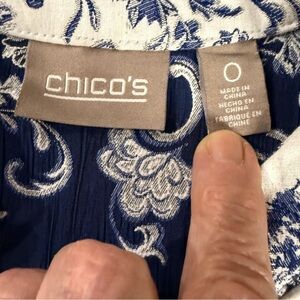 chico's
0
MADE IN
CHINA
HECHO EN
CHINA
FABRIQUÉ EN
CHINE